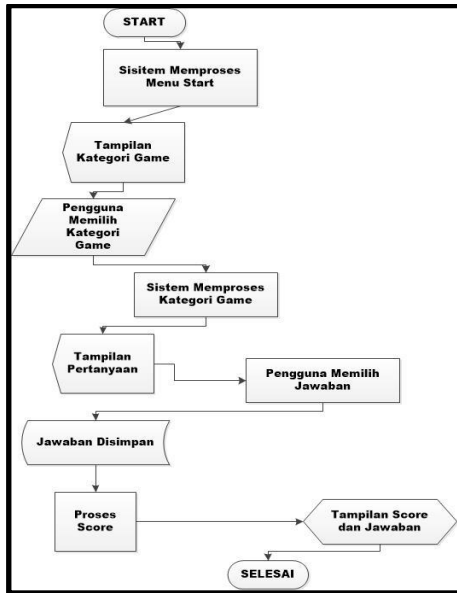 START
Sisitem Memproses
Menu Start
Tampilan
Kategori Game
Pengguna
Memilih
Kategori
Game
Sistem Memproses
Kategori Game
Tampilan
Pertanyaan
Pengguna Memilih
Jawaban
Jawaban Disimpan
Proses
Score
Tampilan Score
dan Jawaban
SELESAI